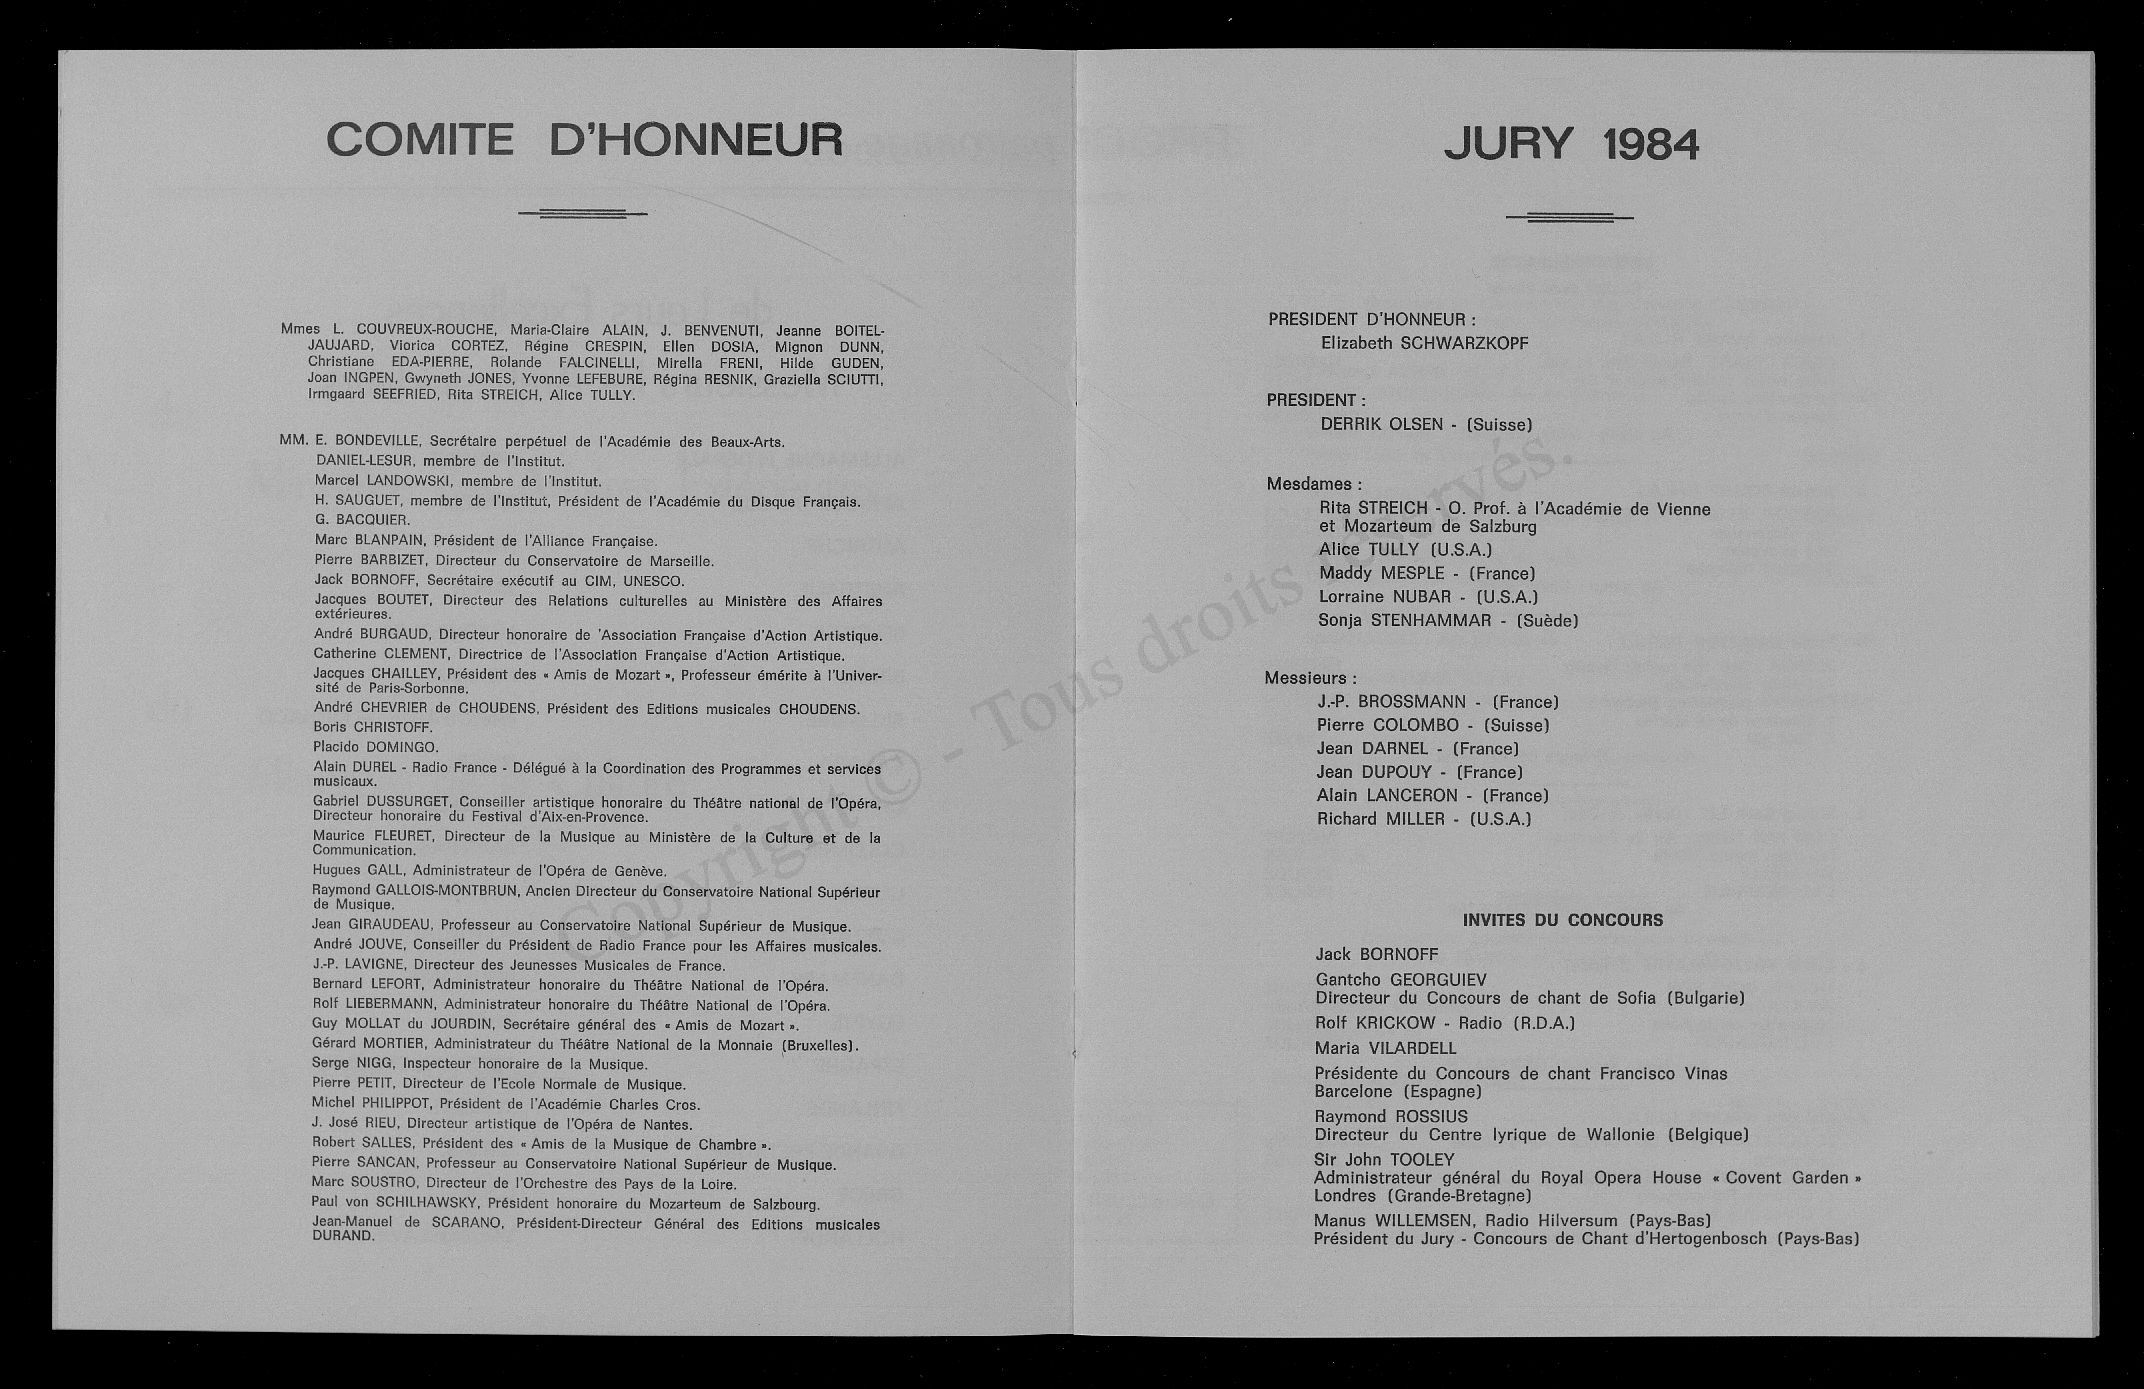 COMITE D'HONNEUR
Mmes L. COUVREUX-ROUCHE, Maria-Claire ALAIN, J. BENVENUTI, Jeanne BOITEL-
JAUJARD, Viorica CORTEZ, Régine CRESPIN, Ellen DOSIA, Mignon DUNN,
Christiane EDA-PIERRE, Rolande FALCINELLI, Mirella FRENI, Hilde GUDEN,
Joan INGPEN, Gwyneth JONES, Yvonne LEFEBURE, Régina RESNIK, Graziella SCIUTTI,
Irmgaard SEEFRIED, Rita STREICH, Alice TULLY.
MM. E. BONDEVILLE, Secrétaire perpétuel de l'Académie des Beaux-Arts.
DANIEL-LESUR, membre de l'Institut.
Marcel LANDOWSKI, membre de l'Institut.
H. SAUGUET, membre de l'Institut, Président de l'Académie du Disque Français.
G. BACQUIER.
Marc BLANPAIN, Président de l'Alliance Française.
Pierre BARBIZET, Directeur du Conservatoire de Marseille.
Jack BORNOFF, Secrétaire exécutif au CIM, UNESCO.
Jacques BOUTET, Directeur des Relations culturelles au Ministère des Affaires
extérieures.
André BURGAUD, Directeur honoraire de 'Association Française d'Action Artistique.
Catherine CLEMENT, Directrice de l'Association Française d'Action Artistique.
Jacques CHAILLEY, Président des « Amis de Mozart », Professeur émérite à l'Univer-
sité de Paris-Sorbonne.
André CHEVRIER de CHOUDENS, Président des Editions musicales CHOUDENS.
Boris CHRISTOFF.
Placido DOMINGO.
Alain DUREL - Radio France - Délégué à la Coordination des Programmes et services
musicaux.
Gabriel DUSSURGET, Conseiller artistique honoraire du Théâtre national de l'Opéra,
Directeur honoraire du Festival d'Aix-en-Provence.
Maurice FLEURET, Directeur de la Musique au Ministère de la Culture et de la
Communication.
Hugues GALL, Administrateur de l'Opéra de Genève.
Raymond GALLOIS-MONTBRUN, Ancien Directeur du Conservatoire National Supérieur
de Musique.
Jean GIRAUDEAU, Professeur au Conservatoire National Supérieur de Musique.
André JOUVE, Conseiller du Président de Radio France pour les Affaires musicales.
J.-P. LAVIGNE, Directeur des Jeunesses Musicales de France.
Bernard LEFORT, Administrateur honoraire du Théâtre National de l'Opéra.
Rolf LIEBERMANN, Administrateur honoraire du Théâtre National de l'Opéra.
Guy MOLLAT du JOURDIN, Secrétaire général des « Amis de Mozart ».
Gérard MORTIER, Administrateur du Théâtre National de la Monnaie (Bruxelles).
Serge NIGG, Inspecteur honoraire de la Musique.
Pierre PETIT, Directeur de l'Ecole Normale de Musique.
Michel PHILIPPOT, Président de l'Académie Charles Cros.
J. José RIEU, Directeur artistique de l'Opéra de Nantes.
Robert SALLES, Président des « Amis de la Musique de Chambre ».
Pierre SANCAN, Professeur au Conservatoire National Supérieur de Musique.
Marc SOUSTRO, Directeur de l'Orchestre des Pays de la Loire.
Paul von SCHILHAWSKY, Président honoraire du Mozarteum de Salzbourg.
Jean-Manuel de SCARANO, Président-Directeur Général des Editions musicales
DURAND.
JURY 1984
PRESIDENT D'HONNEUR :
Elizabeth SCHWARZKOPF
PRESIDENT :
DERRIK OLSEN - (Suisse)
Mesdames :
Rita STREICH - O. Prof. à l'Académie de Vienne
et Mozarteum de Salzburg
Alice TULLY (U.S.A.)
Maddy MESPLE - (France)
Lorraine NUBAR - (U.S.A.)
Sonja STENHAMMAR - (Suède)
Messieurs :
J.-P. BROSSMANN - (France)
Pierre COLOMBO - (Suisse)
Jean DARNEL - (France)
Jean DUPOUY - (France)
Alain LANCERON - (France)
Richard MILLER - (U.S.A.)
INVITES DU CONCOURS
Jack BORNOFF
Gantcho GEORGUIEV
Directeur du Concours de chant de Sofia (Bulgarie)
Rolf KRICKOW - Radio (R.D.A.)
Maria VILARDELL
Présidente du Concours de chant Francisco Vinas
Barcelone (Espagne)
Raymond ROSSIUS
Directeur du Centre lyrique de Wallonie (Belgique)
Sir John TOOLEY
Administrateur général du Royal Opera House « Covent Garden »
Londres (Grande-Bretagne)
Manus WILLEMSEN, Radio Hilversum (Pays-Bas)
Président du Jury - Concours de Chant d'Hertogenbosch (Pays-Bas)
Copyright © - Tous droits réservés.